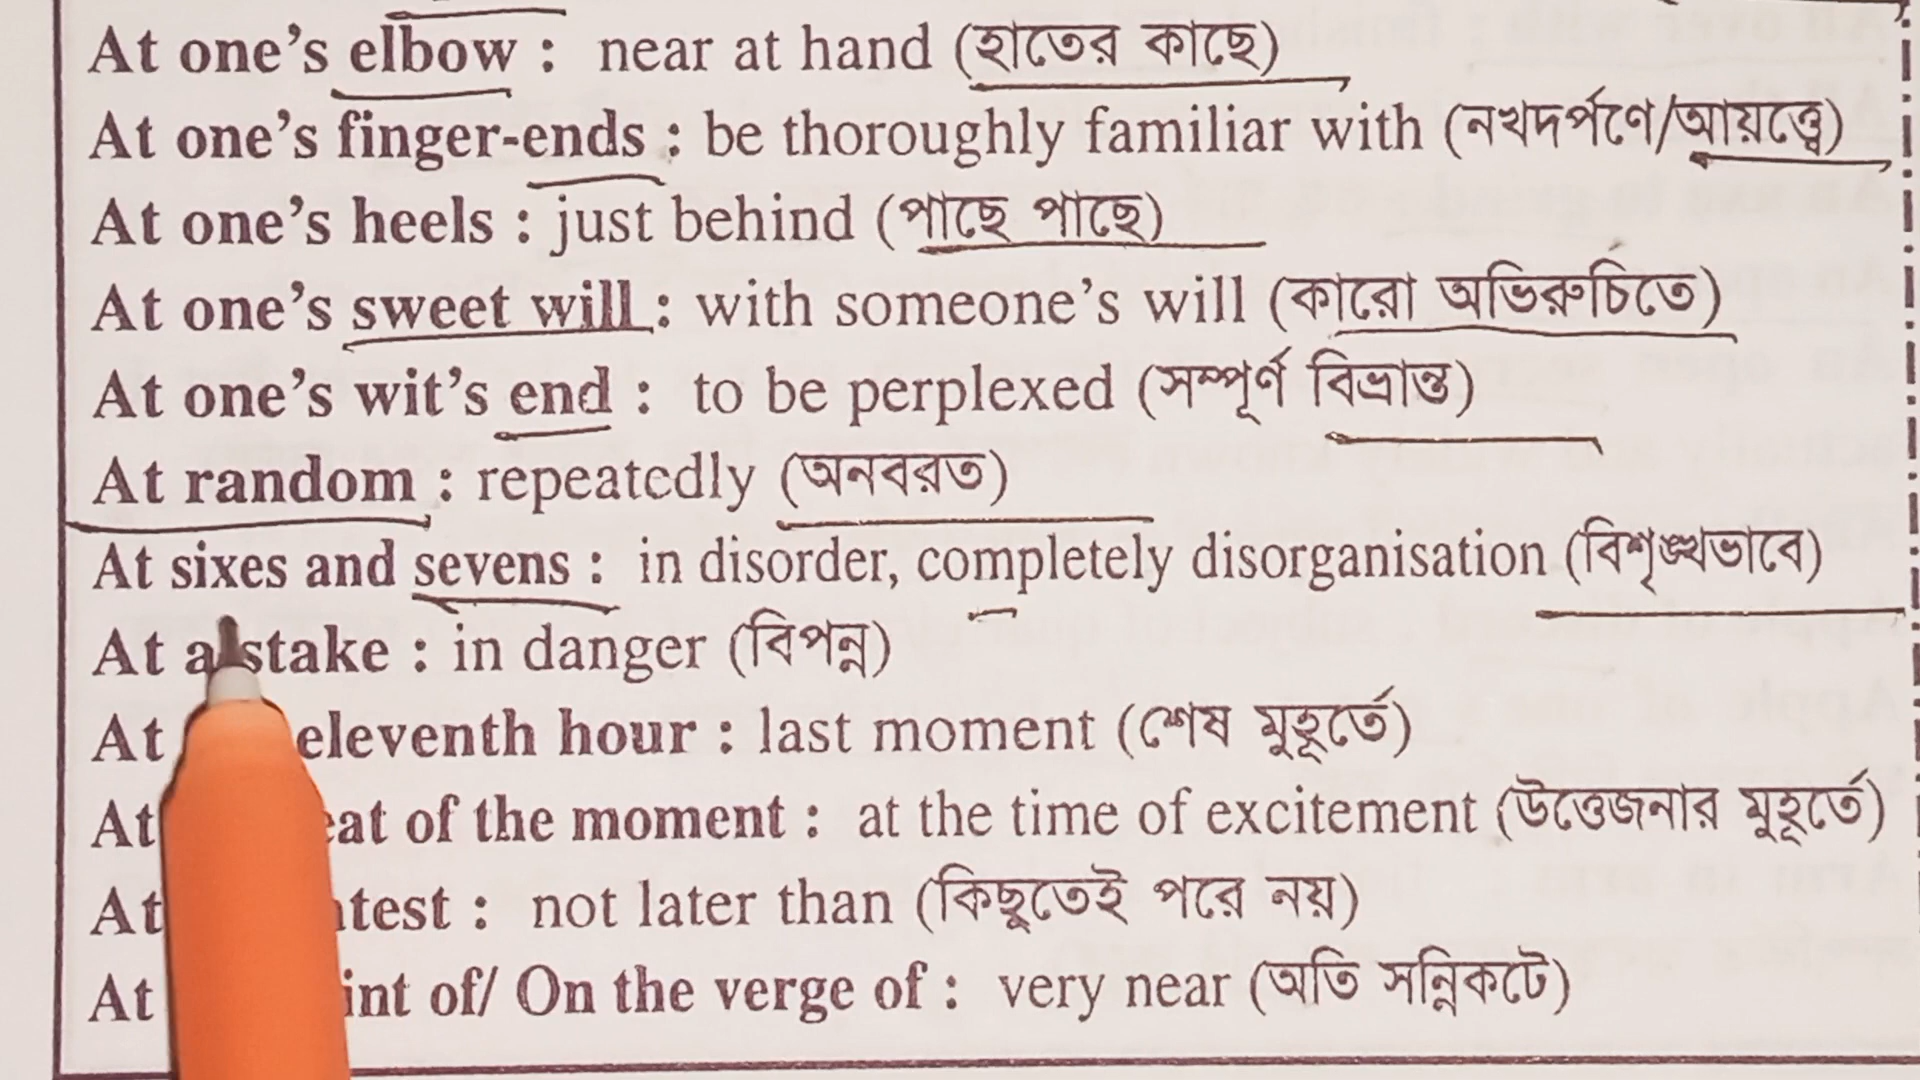 At one's elbow : near at hand (হাতের কাছে)
At one's finger-ends : be thoroughly familiar with (নখদর্পণে/আয়ত্ত্বে)
At one's heels : just behind (পাছে পাছে)
At one's sweet will : with someone's will (কারো অভিরুচিতে)
At one's wit's end : to be perplexed (সম্পূর্ণ বিভ্রান্ত)
At random : repeatedly (অনবরত)
At sixes and sevens : in disorder, completely disorganisation (বিশৃঙ্খভাবে)
At a stake : in danger (বিপন্ন)
At eleventh hour : last moment (শেষ মুহূর্তে)
At of the moment : at the time of excitement (উত্তেজনার মুহূর্তে)
At : not later than (কিছুতেই পরে নয়)
At of/ On the verge of : very near (অতি সন্নিকটে)